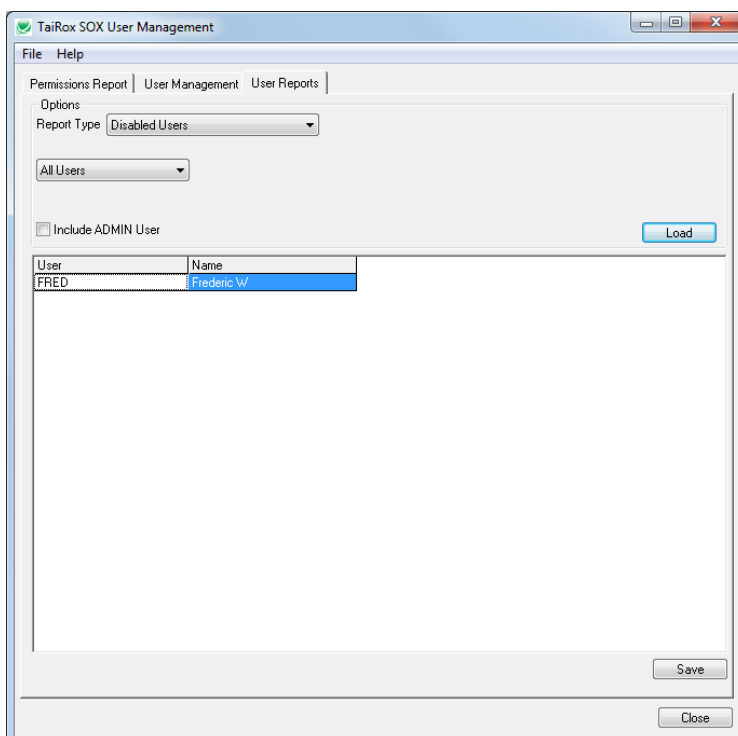 TaiRox SOX User Management
File Help
Permissions Report User Management User Reports
Options
Report Type Disabled Users
All Users
Include ADMIN User
Load
User Name
FRED Frederic W
Save
Close